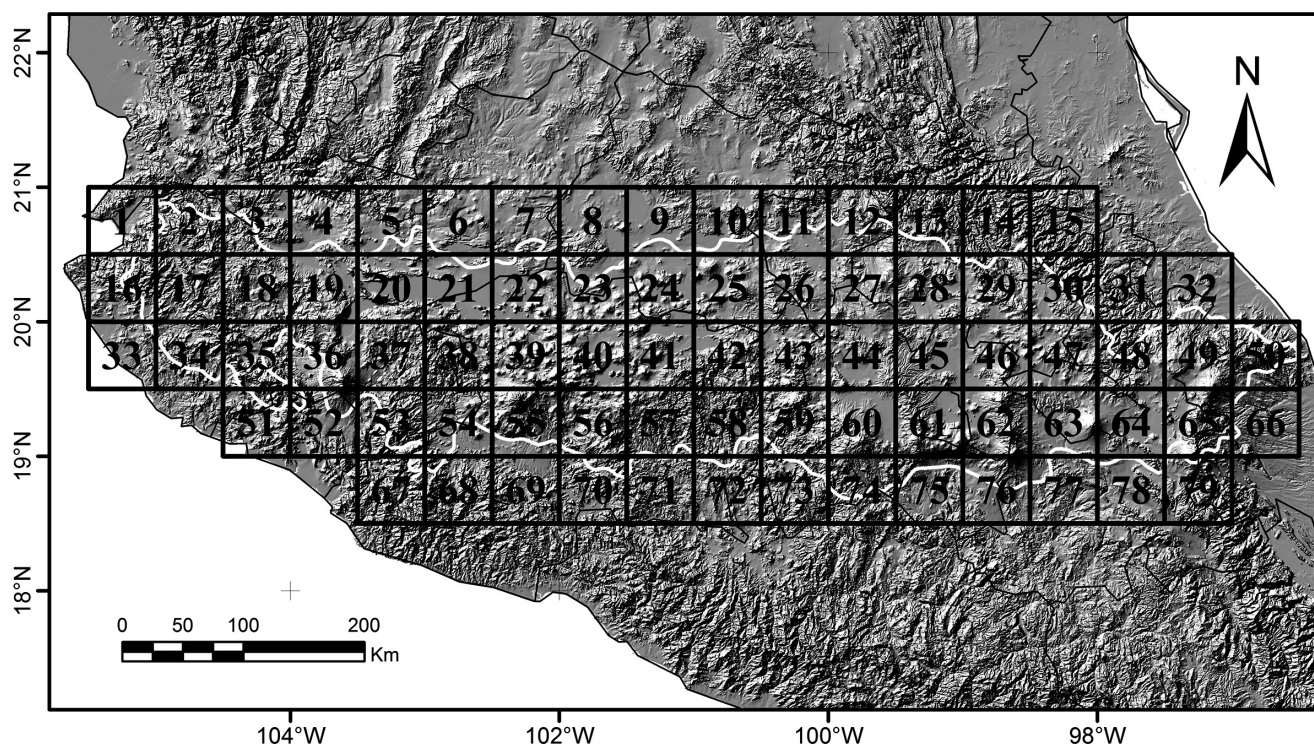 22°N
N
21°N
1 2 3 4 5 6 7 8 9 10 11 12 13 14 15
16 17 18 19 20 21 22 23 24 25 26 27 28 29 30 31 32
20°N
33 34 35 36 37 38 39 40 41 42 43 44 45 46 47 48 49 50
51 52 53 54 55 56 57 58 59 60 61 62 63 64 65 66
19°N
67 68 69 70 71 72 73 74 75 76 77 78 79
18°N
0 50 100 200
Km
104°W 102°W 100°W 98°W